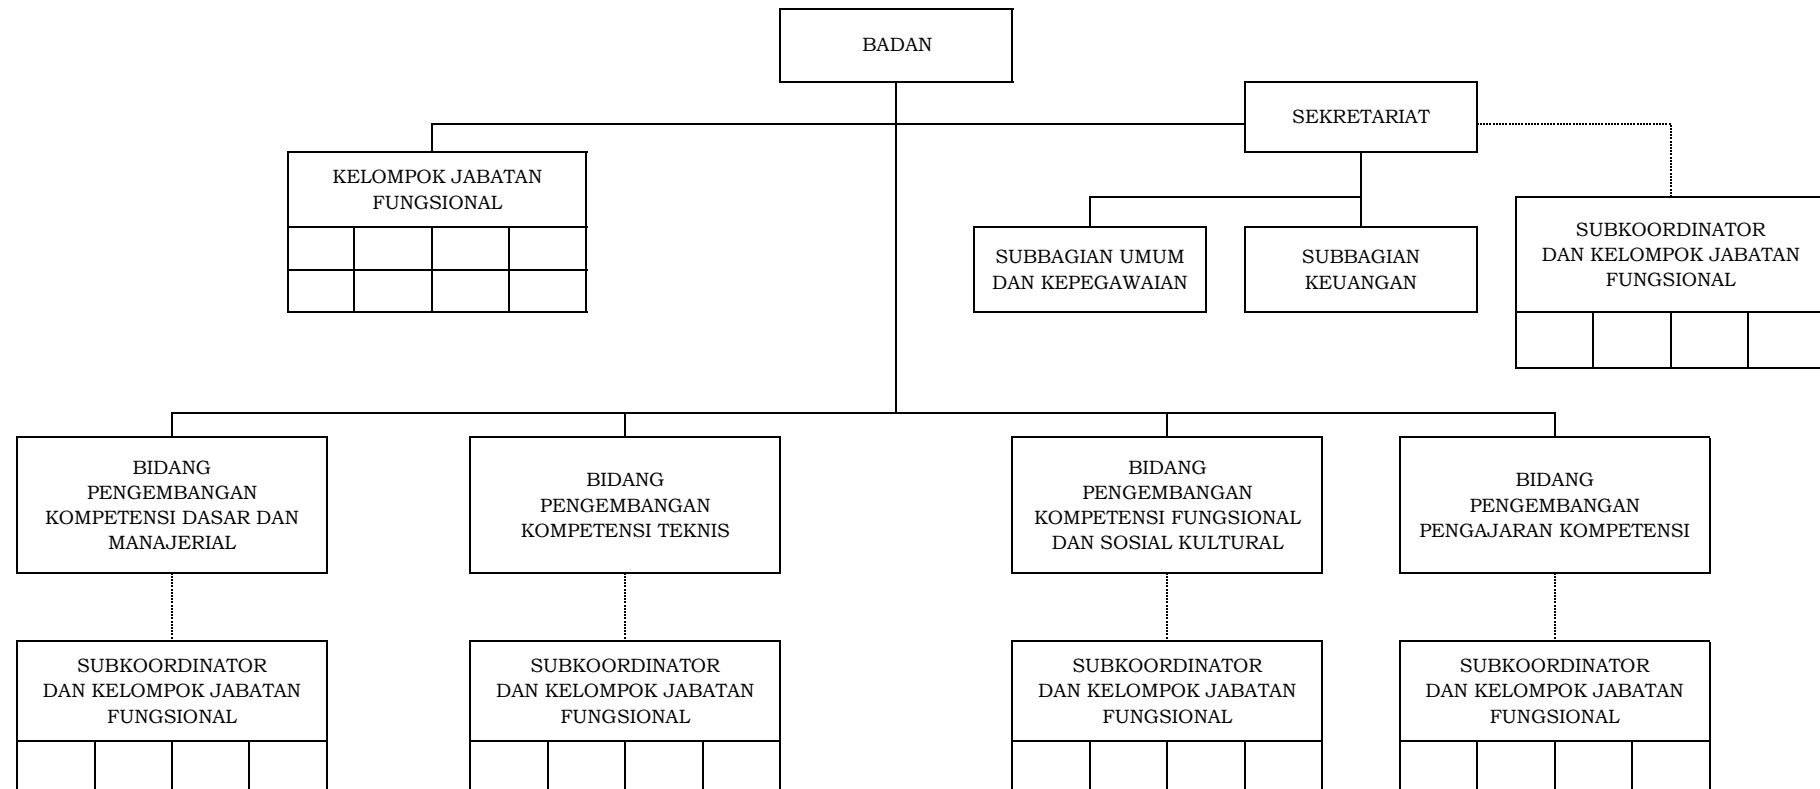 BADAN
SEKRETARIAT
KELOMPOK JABATAN
FUNGSIONAL
SUBBAGIAN UMUM
DAN KEPEGAWAIAN
SUBBAGIAN
KEUANGAN
SUBKOORDINATOR
DAN KELOMPOK JABATAN
FUNGSIONAL
BIDANG
PENGEMBANGAN
KOMPETENSI DASAR DAN
MANAJERIAL
BIDANG
PENGEMBANGAN
KOMPETENSI TEKNIS
BIDANG
PENGEMBANGAN
KOMPETENSI FUNGSIONAL
DAN SOSIAL KULTURAL
BIDANG
PENGEMBANGAN
PENGAJARAN KOMPETENSI
SUBKOORDINATOR
DAN KELOMPOK JABATAN
FUNGSIONAL
SUBKOORDINATOR
DAN KELOMPOK JABATAN
FUNGSIONAL
SUBKOORDINATOR
DAN KELOMPOK JABATAN
FUNGSIONAL
SUBKOORDINATOR
DAN KELOMPOK JABATAN
FUNGSIONAL